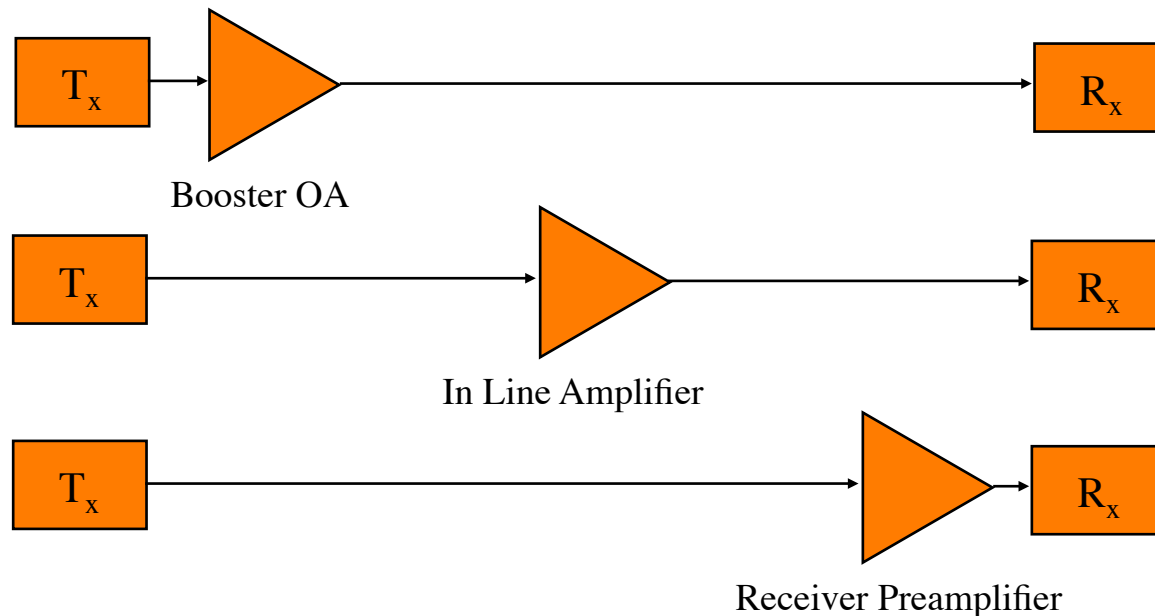 Tx
Rx
Booster OA
Tx
Rx
In Line Amplifier
Tx
Rx
Receiver Preamplifier